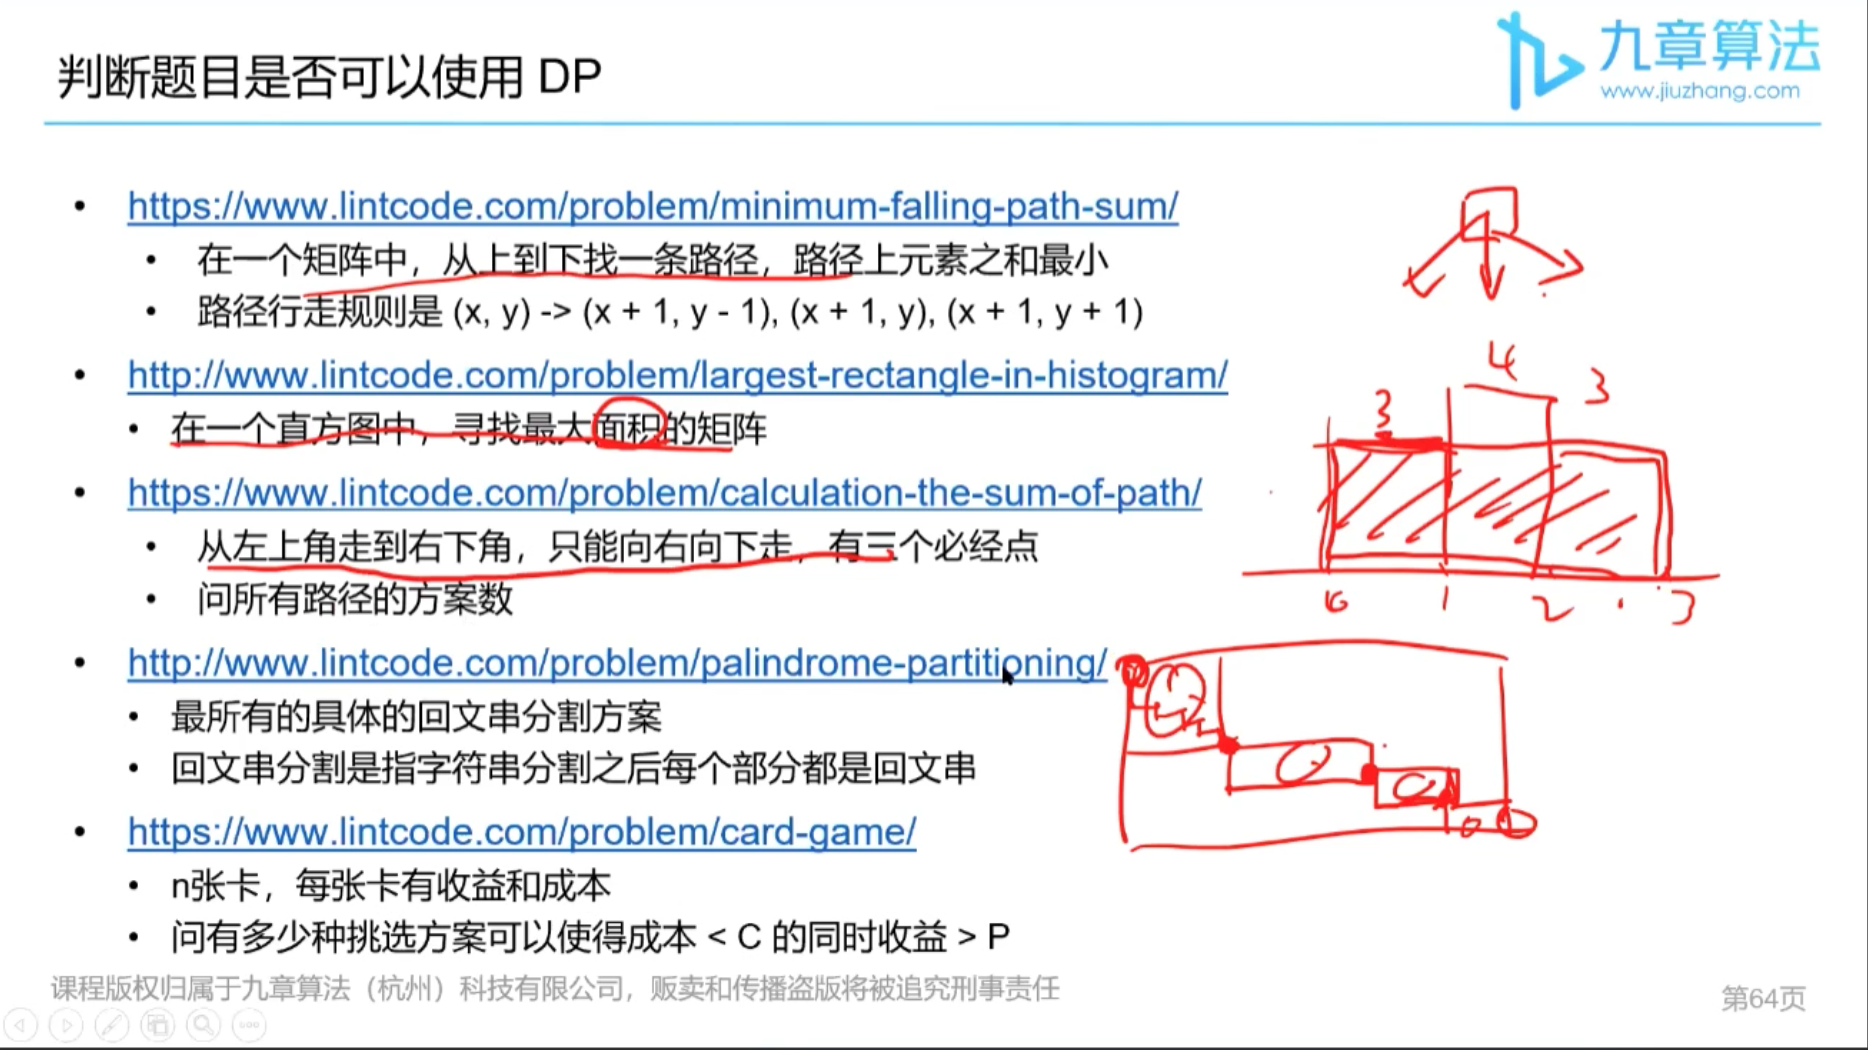 判断题目是否可以使用 DP
九章算法
www.jiuzhang.com
• https://www.lintcode.com/problem/minimum-falling-path-sum/
• 在一个矩阵中，从上到下找一条路径，路径上元素之和最小
• 路径行走规则是 (x, y) -> (x + 1, y - 1), (x + 1, y), (x + 1, y + 1)
• http://www.lintcode.com/problem/largest-rectangle-in-histogram/
• 在一个直方图中，寻找最大面积的矩阵
• https://www.lintcode.com/problem/calculation-the-sum-of-path/
• 从左上角走到右下角，只能向右向下走，有三个必经点
• 问所有路径的方案数
• http://www.lintcode.com/problem/palindrome-partitioning/
• 最所有的具体的回文串分割方案
• 回文串分割是指字符串分割之后每个部分都是回文串
• https://www.lintcode.com/problem/card-game/
• n张卡，每张卡有收益和成本
• 问有多少种挑选方案可以使得成本 < C 的同时收益 > P
4
3
3
0 1 2 3
课程版权归属于九章算法（杭州）科技有限公司，贩卖和传播盗版将被追究刑事责任
第64页